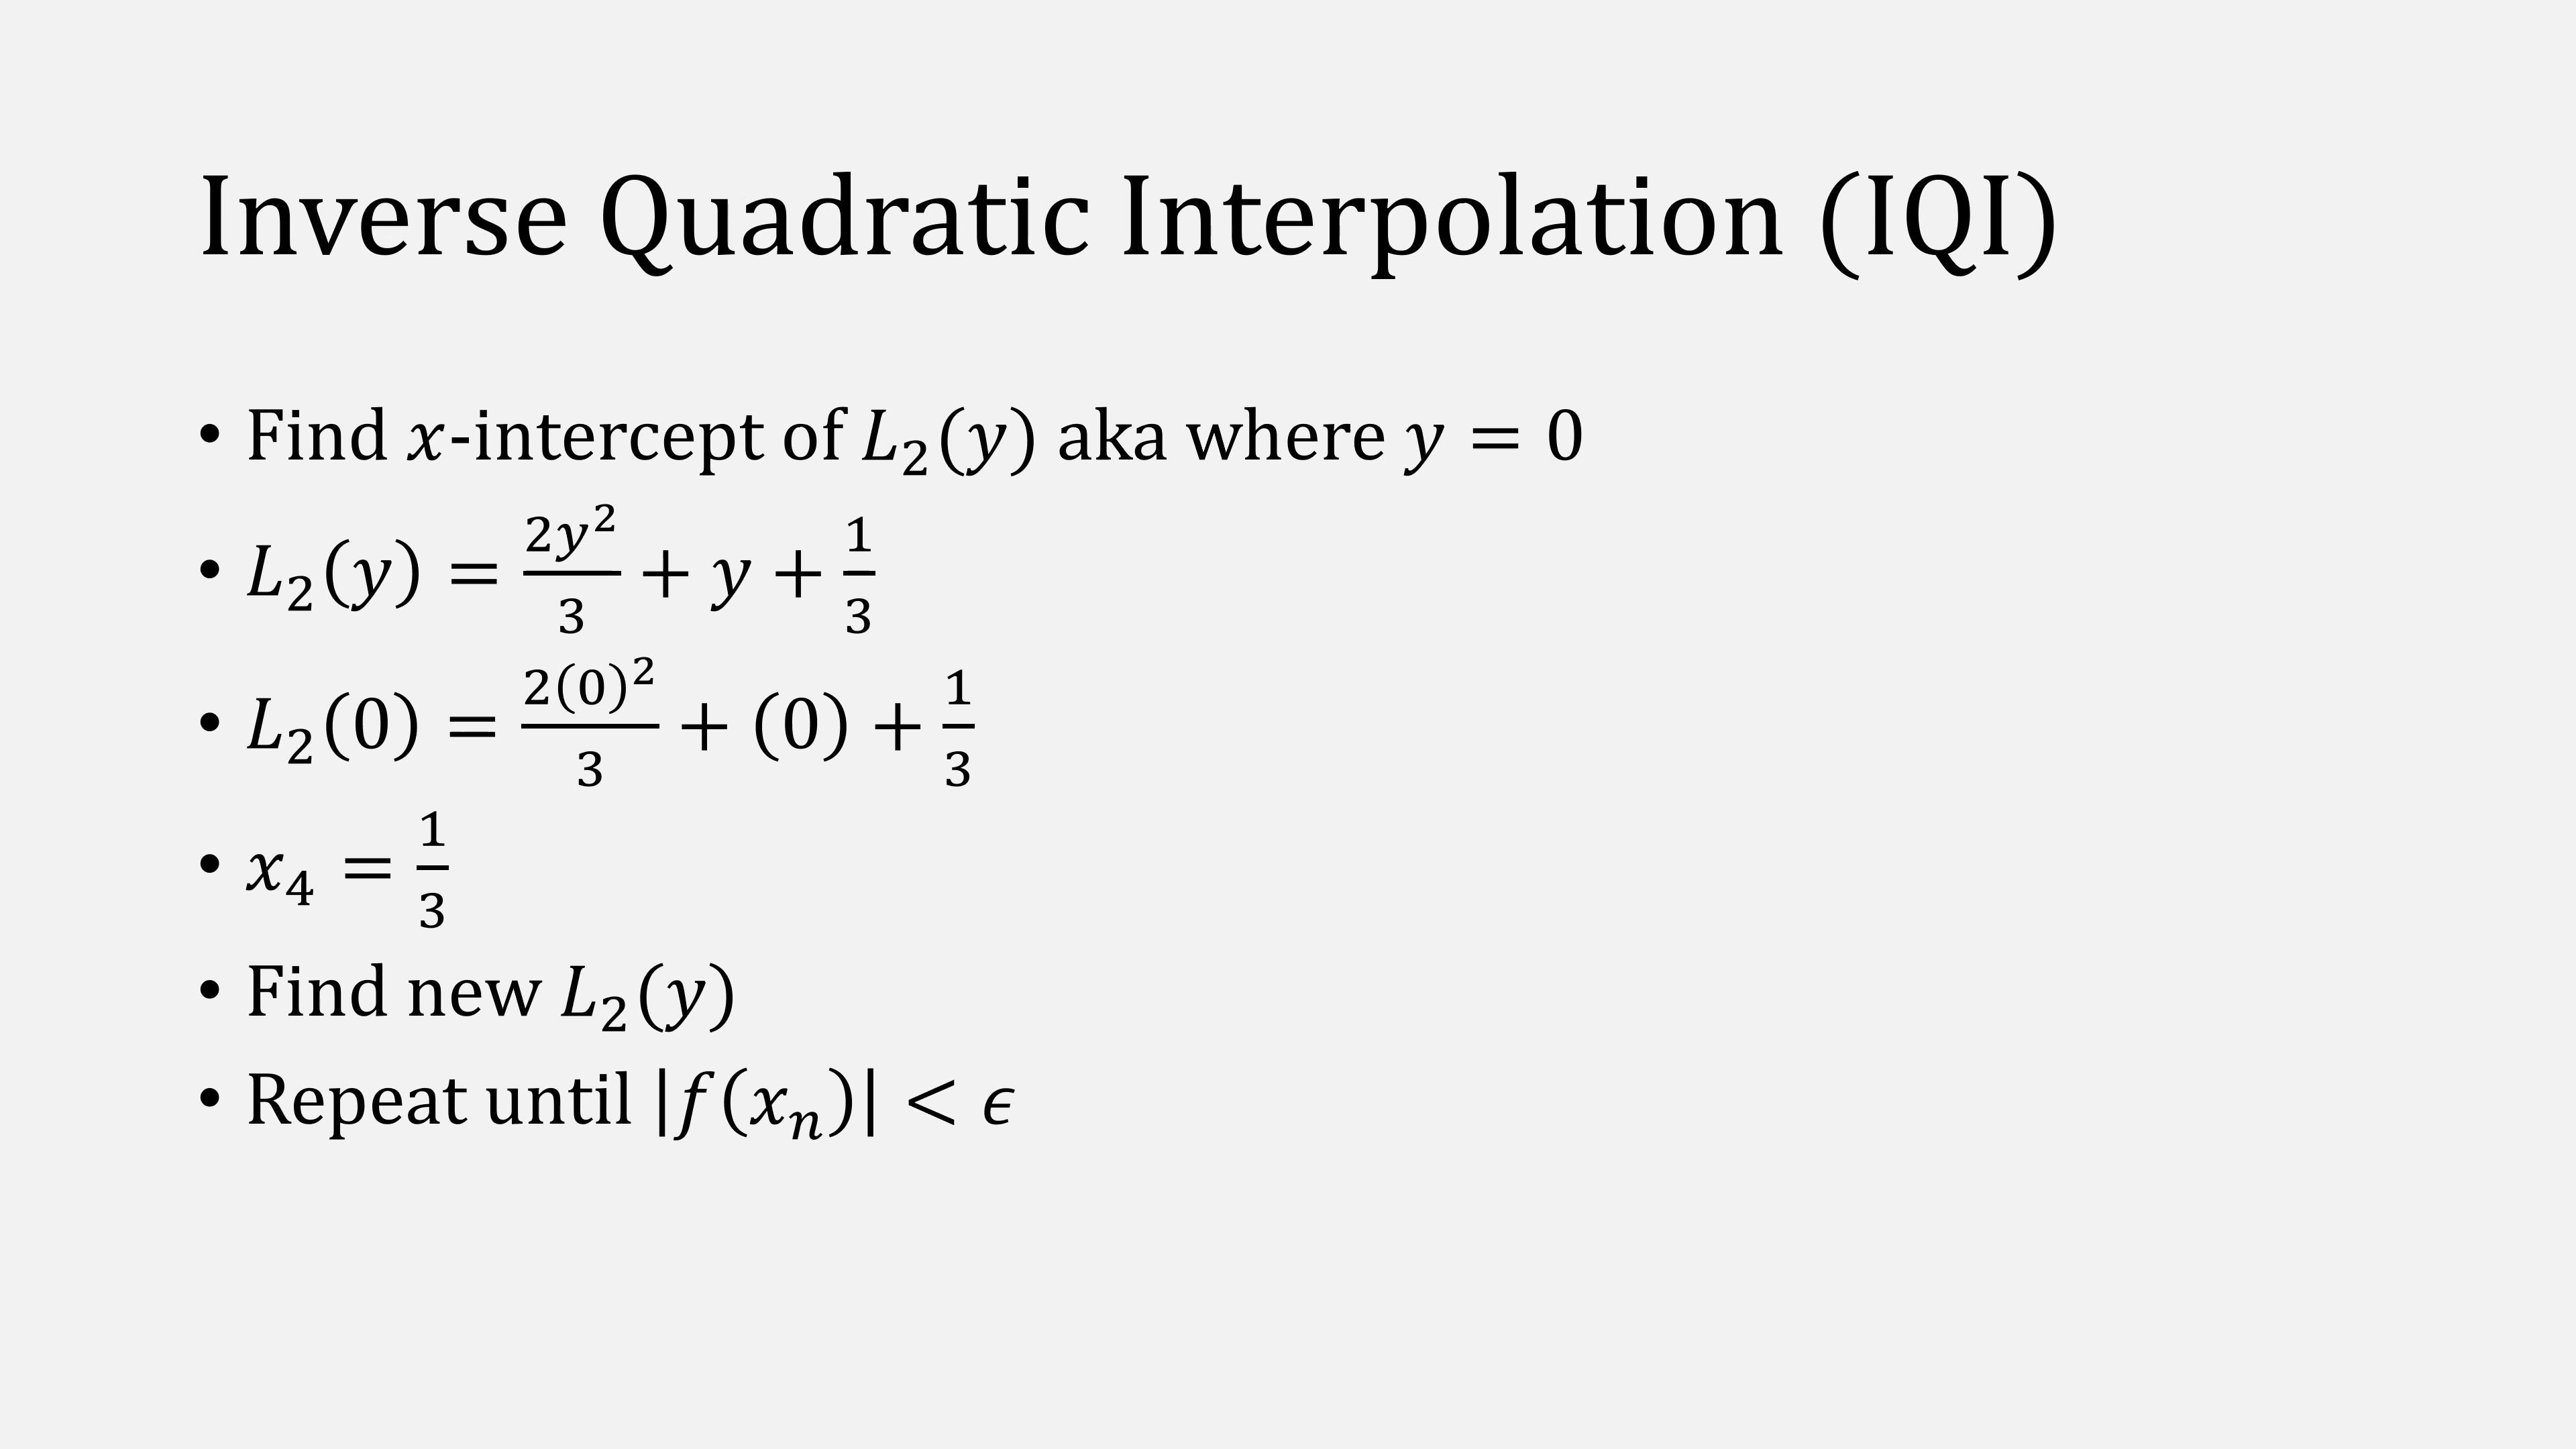 Inverse Quadratic Interpolation (IQI)
• Find 𝑥-intercept of 𝐿₂(𝑦) aka where 𝑦 = 0
• 𝐿₂(𝑦) = 2𝑦²/3 + 𝑦 + 1/3
• 𝐿₂(0) = 2(0)²/3 + (0) + 1/3
• 𝑥₄ = 1/3
• Find new 𝐿₂(𝑦)
• Repeat until |𝑓(𝑥ₙ)| < 𝜖